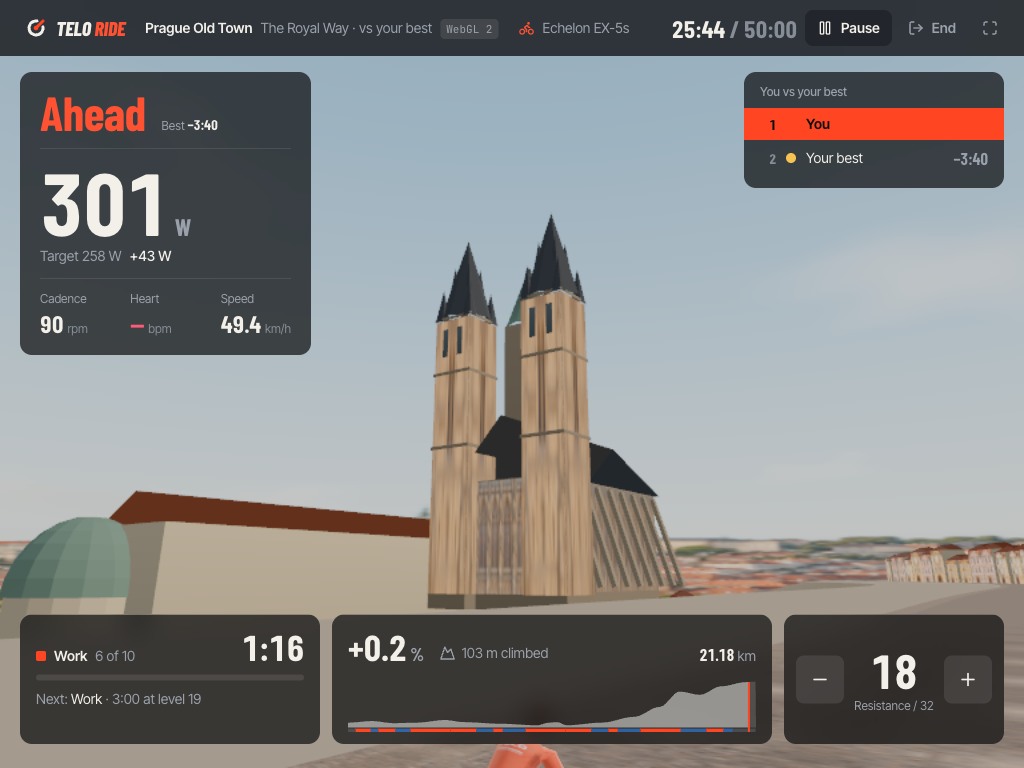 TELO RIDE Prague Old Town The Royal Way · vs your best WebGL 2 Echelon EX-5s 25:44 / 50:00 Pause End
Ahead Best −3:40
301 W
Target 258 W +43 W
Cadence Heart Speed
90 rpm – bpm 49.4 km/h
You vs your best
1 You
2 Your best −3:40
Work 6 of 10 1:16
Next: Work · 3:00 at level 19
+0.2 % 103 m climbed 21.18 km
− 18 +
Resistance / 32